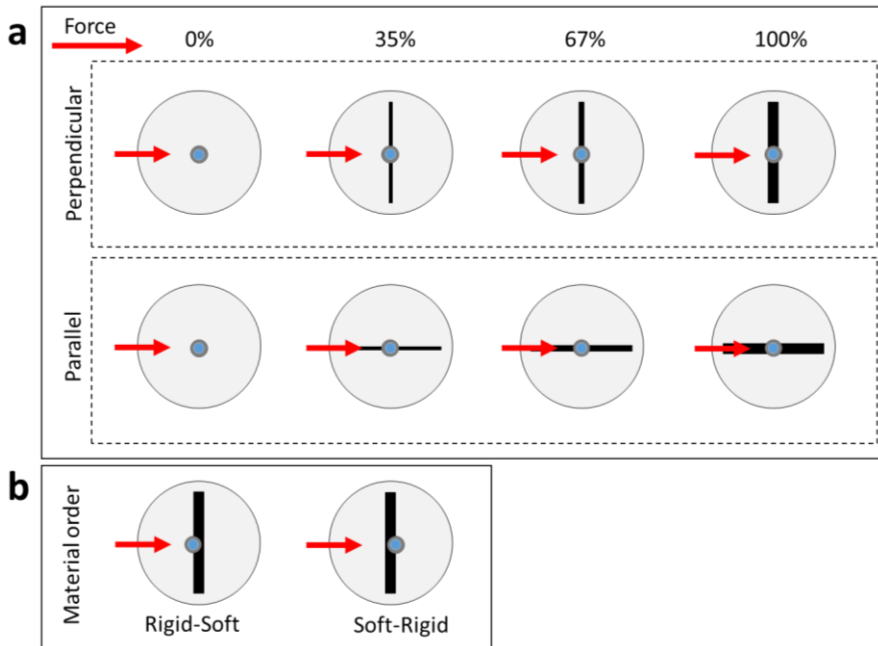 a
Force
0% 35% 67% 100%
Perpendicular
Parallel
b
Material order
Rigid-Soft Soft-Rigid